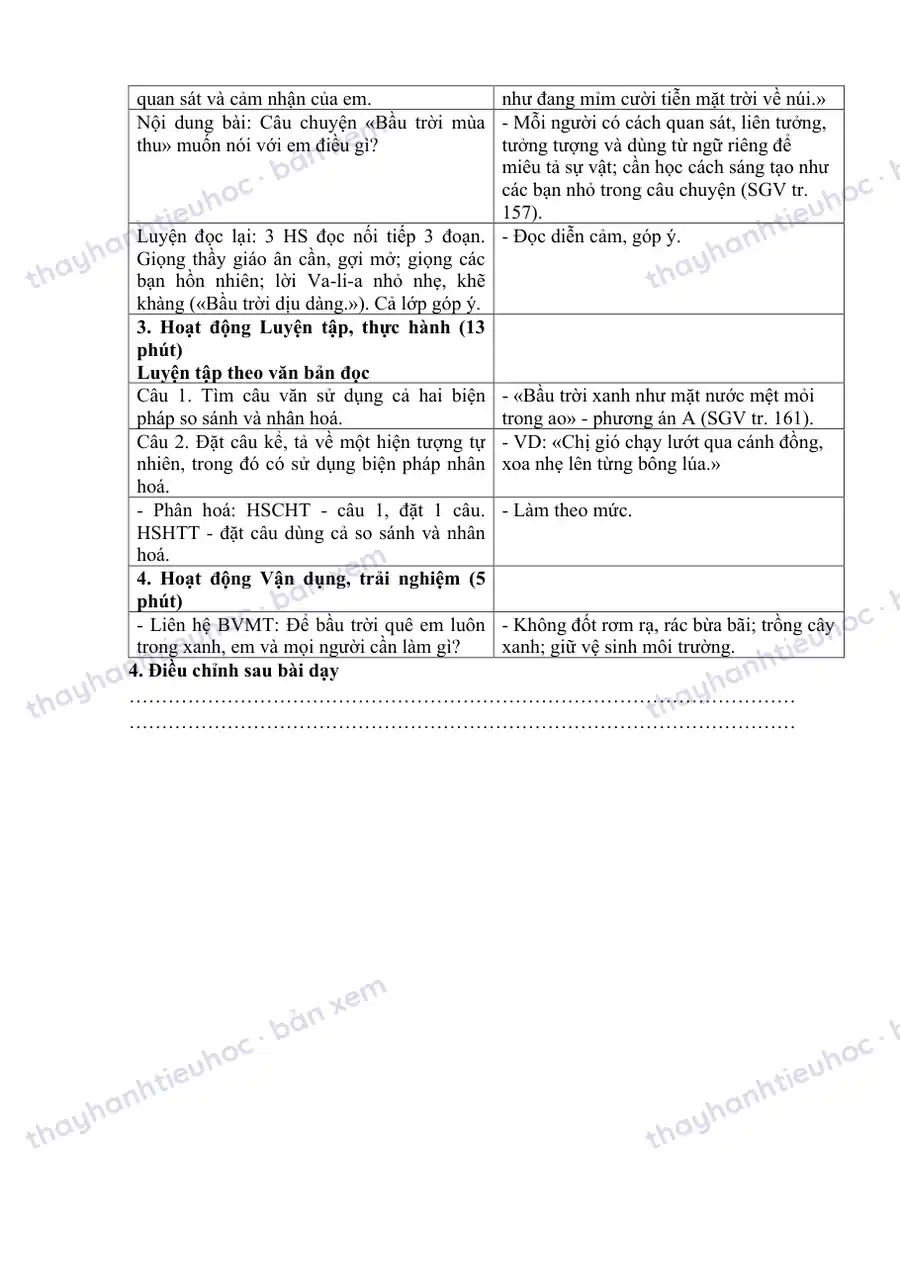 quan sát và cảm nhận của em.
như đang mỉm cười tiễn mặt trời về núi.»
Nội dung bài: Câu chuyện «Bầu trời mùa
thu» muốn nói với em điều gì?
- Mỗi người có cách quan sát, liên tưởng,
tưởng tượng và dùng từ ngữ riêng để
miêu tả sự vật; cần học cách sáng tạo như
các bạn nhỏ trong câu chuyện (SGV tr.
157).
Luyện đọc lại: 3 HS đọc nối tiếp 3 đoạn.
Giọng thầy giáo ân cần, gợi mở; giọng các
bạn hồn nhiên; lời Va-li-a nhỏ nhẹ, khẽ
khàng («Bầu trời dịu dàng.»). Cả lớp góp ý.
- Đọc diễn cảm, góp ý.
3. Hoạt động Luyện tập, thực hành (13
phút)
Luyện tập theo văn bản đọc
Câu 1. Tìm câu văn sử dụng cả hai biện
pháp so sánh và nhân hoá.
- «Bầu trời xanh như mặt nước mệt mỏi
trong ao» - phương án A (SGV tr. 161).
Câu 2. Đặt câu kể, tả về một hiện tượng tự
nhiên, trong đó có sử dụng biện pháp nhân
hoá.
- VD: «Chị gió chạy lướt qua cánh đồng,
xoa nhẹ lên từng bông lúa.»
- Phân hoá: HSCHT - câu 1, đặt 1 câu.
HSHTT - đặt câu dùng cả so sánh và nhân
hoá.
- Làm theo mức.
4. Hoạt động Vận dụng, trải nghiệm (5
phút)
- Liên hệ BVMT: Để bầu trời quê em luôn
trong xanh, em và mọi người cần làm gì?
- Không đốt rơm rạ, rác bừa bãi; trồng cây
xanh; giữ vệ sinh môi trường.
4. Điều chỉnh sau bài dạy
……………………………………………………………………………………………
……………………………………………………………………………………………
thayhanhtieuhoc · bản xem
thayhanhtieuhoc · b
thayhanhtieuhoc · bản xem
thayhanhtieuhoc · b
thayhanhtieuhoc · bản xem
thayhanhtieuhoc · b